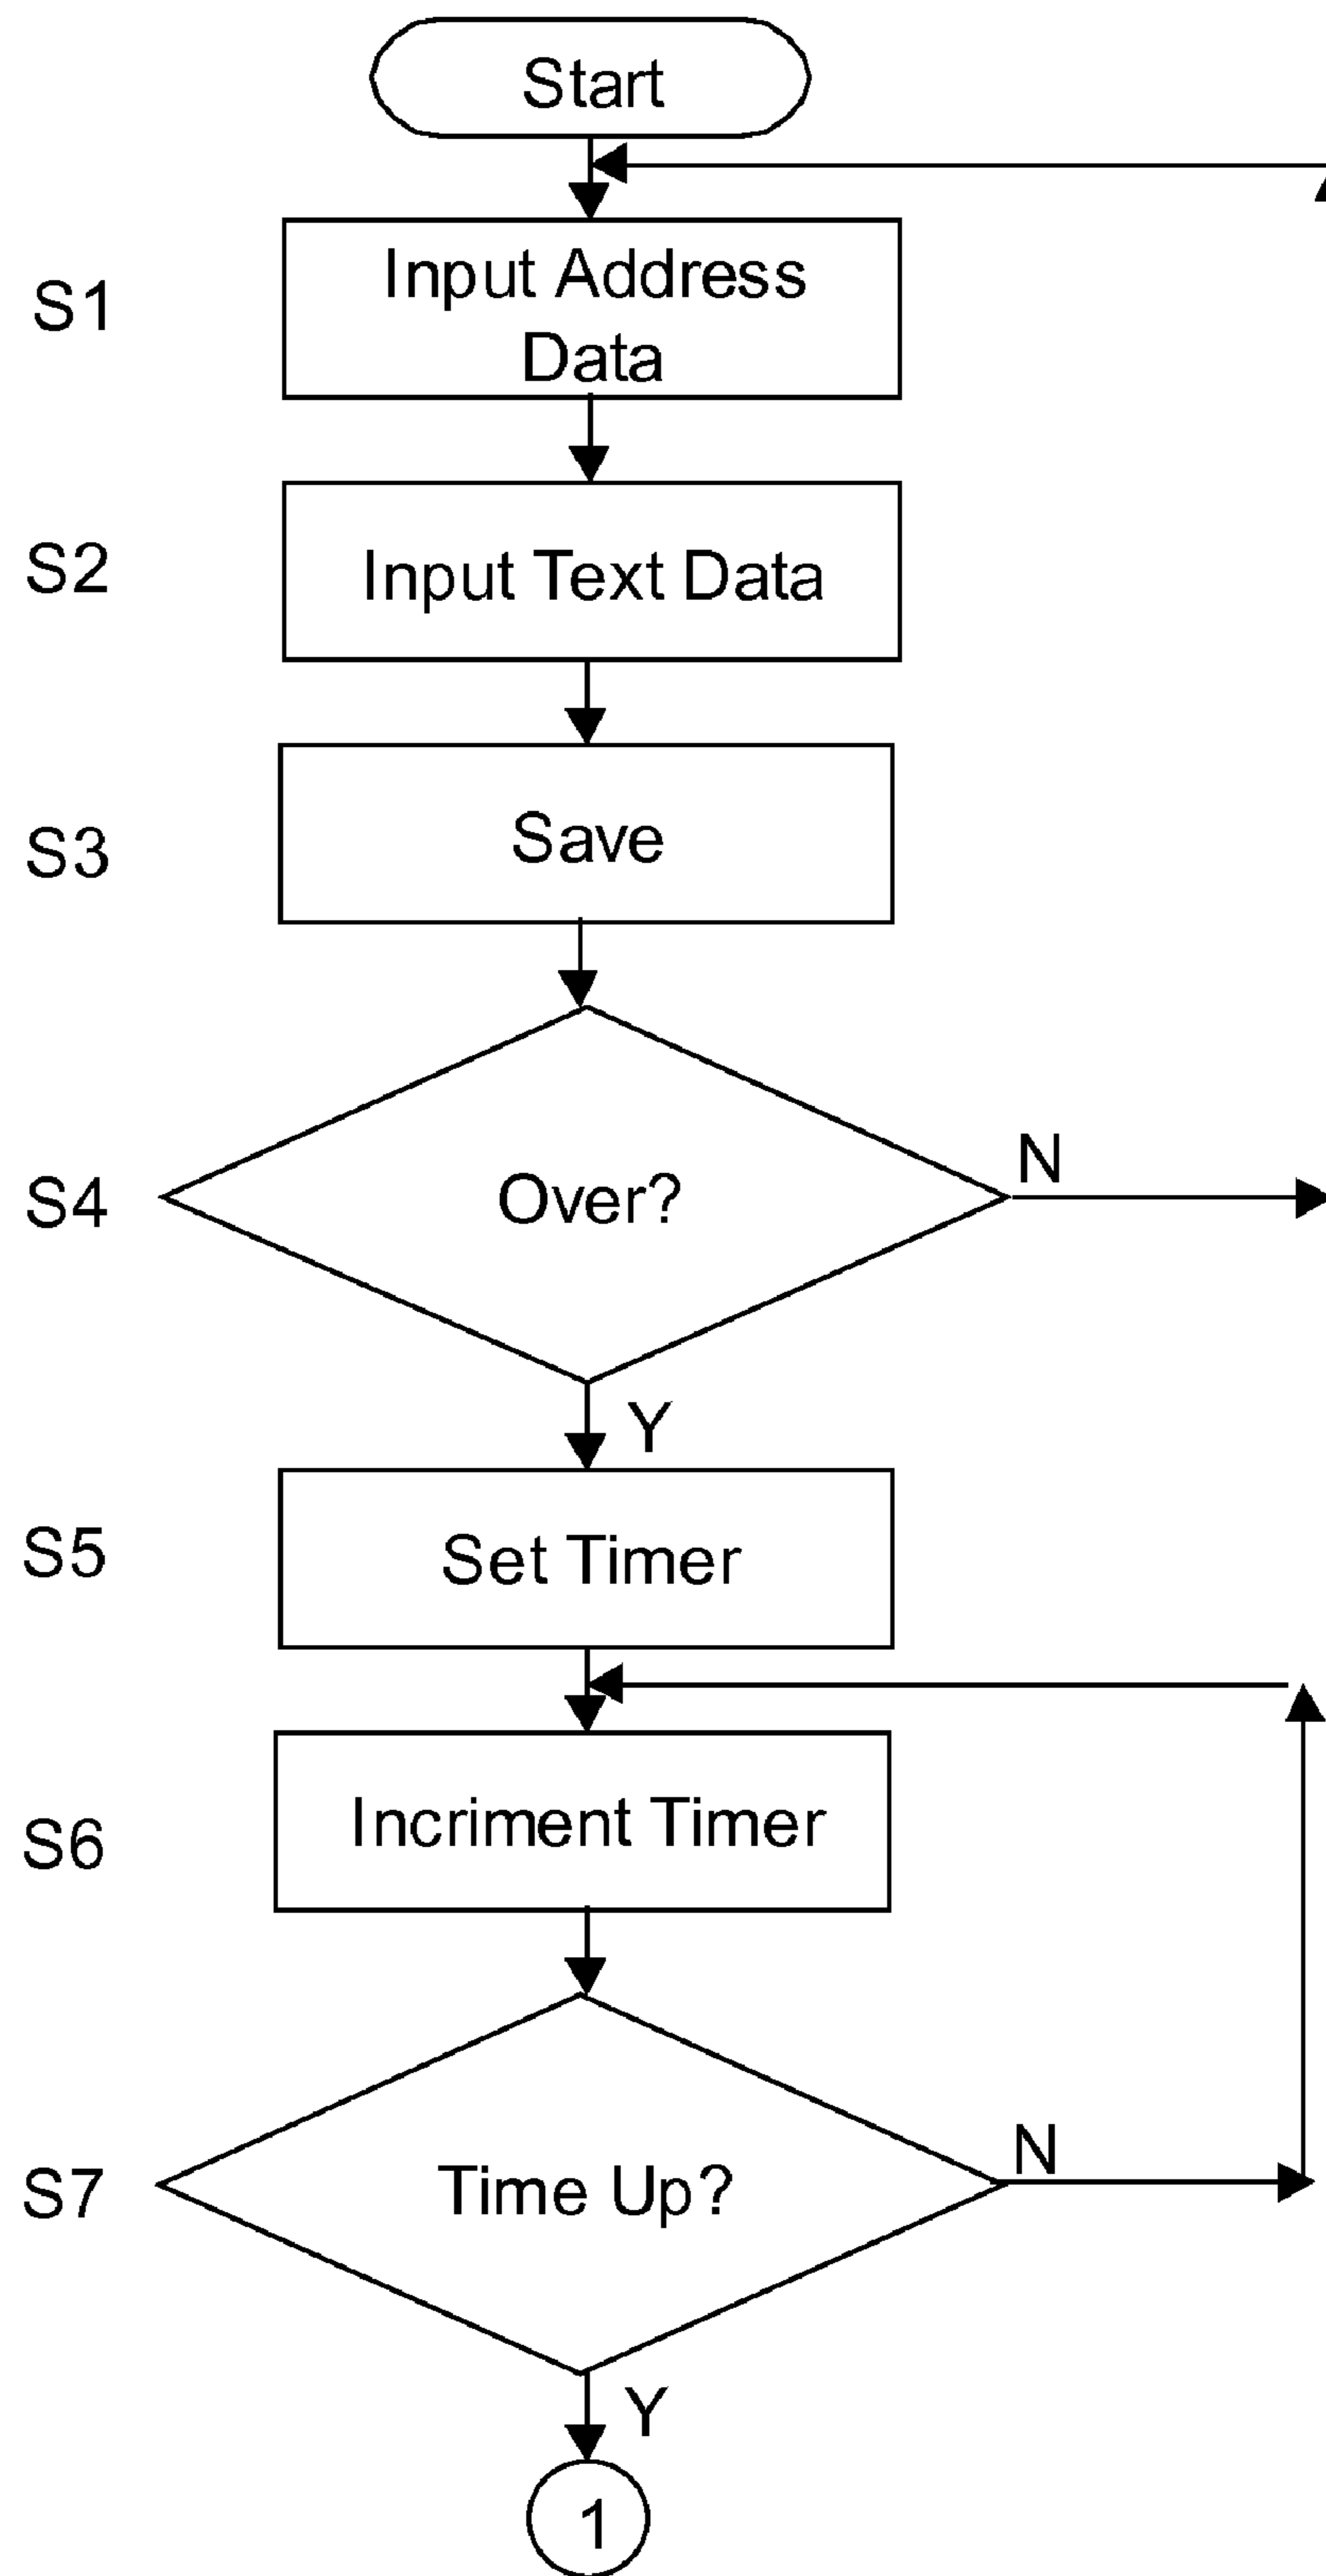 Start
S1
Input Address
Data
S2
Input Text Data
S3
Save
S4
Over?
N
Y
S5
Set Timer
S6
Incriment Timer
S7
Time Up?
N
Y
1